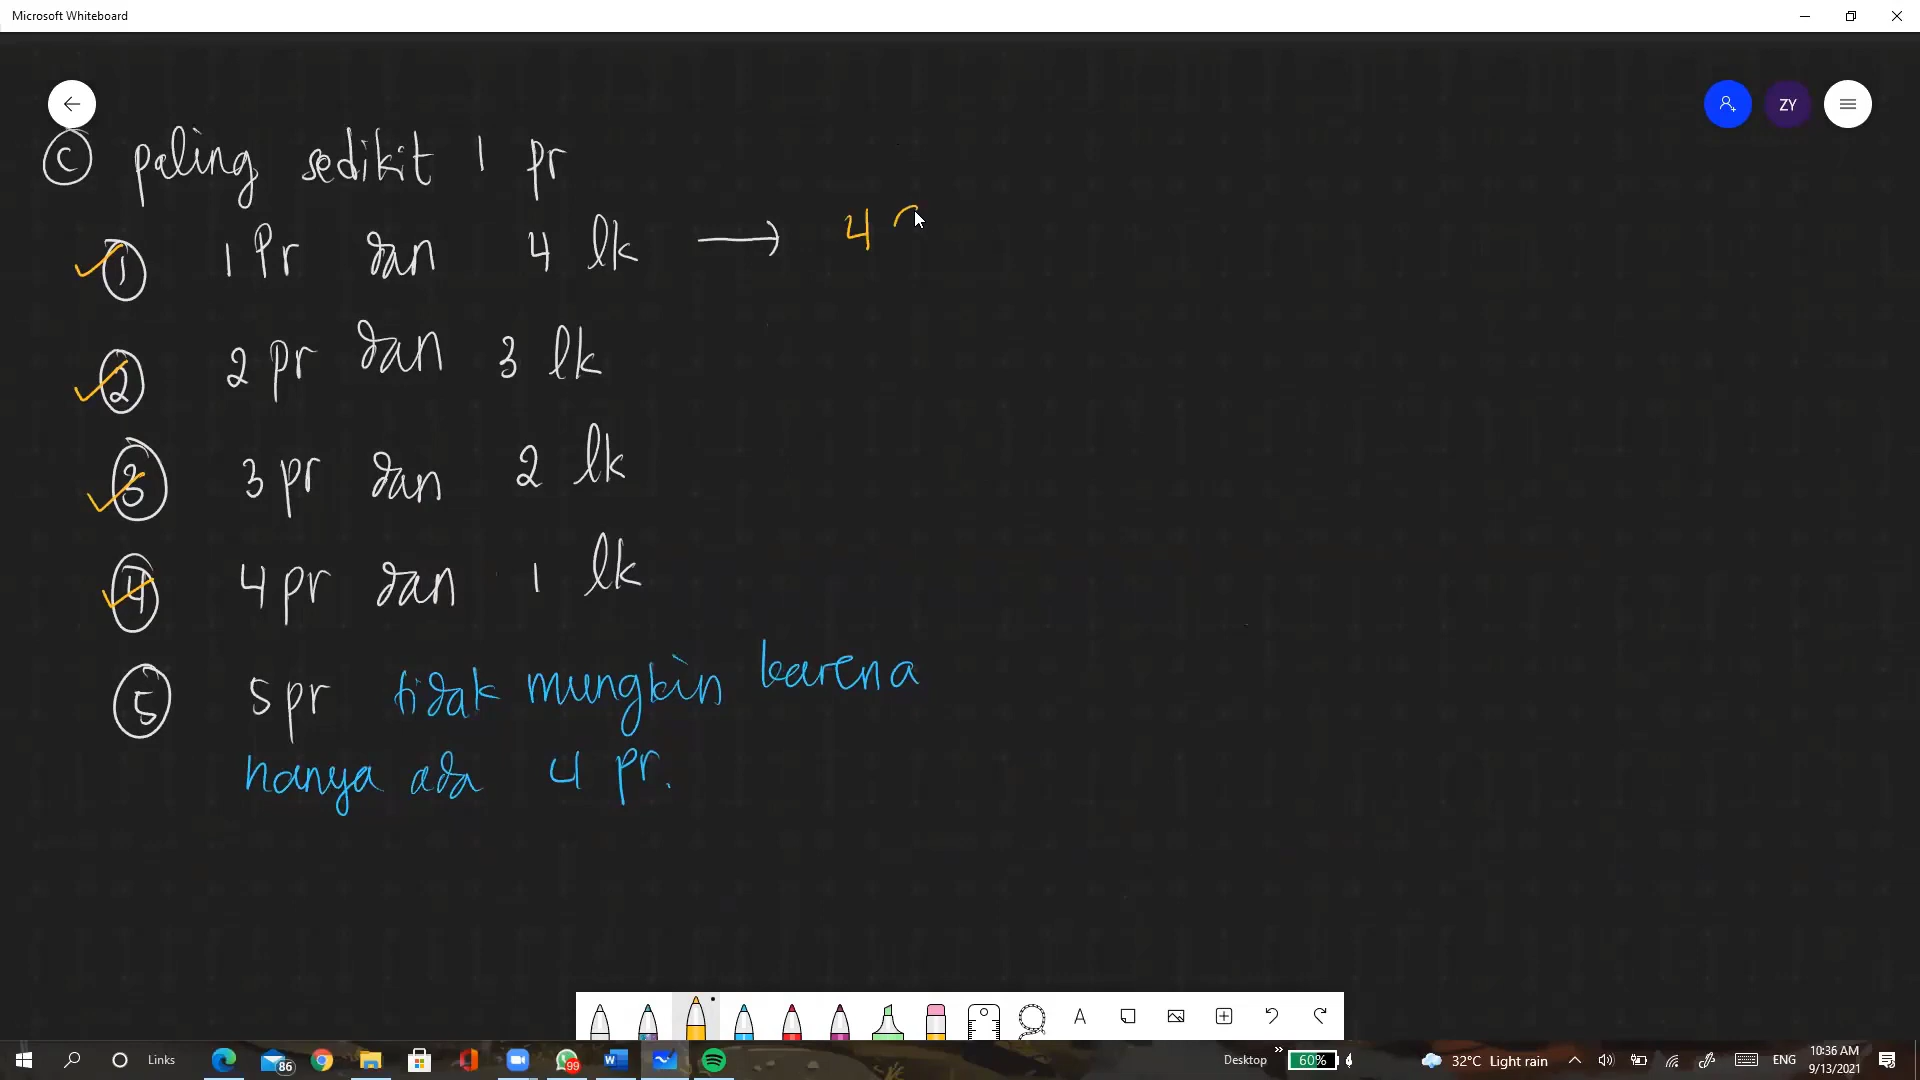 Microsoft Whiteboard
ZY
C paling sedikit 1 pr
1 1 Pr dan 4 lk → 4
2 2 pr dan 3 lk
3 3 pr dan 2 lk
4 4 pr dan 1 lk
5 5 pr tidak mungkin karena
hanya ada 4 pr.
A
Links
86
99
Desktop
60%
32°C Light rain
ENG
10:36 AM
9/13/2021